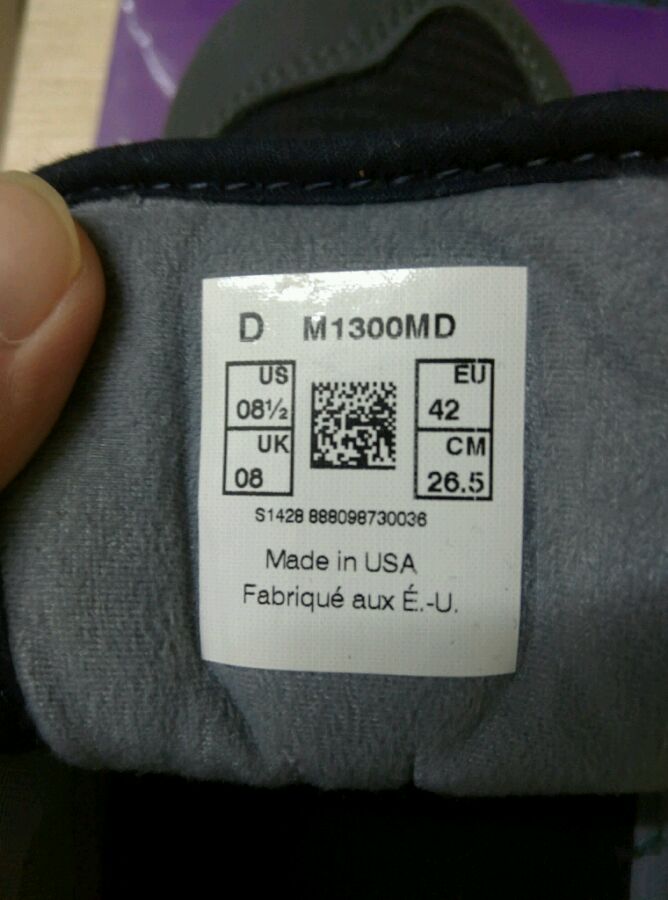 D M1300MD
US
08½
UK
08
EU
42
CM
26.5
S1428 888098730036
Made in USA
Fabriqué aux É.-U.